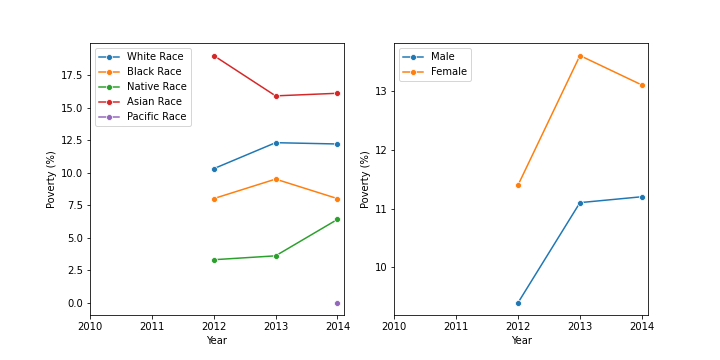 White Race
Black Race
Native Race
Asian Race
Pacific Race
17.5
15.0
12.5
10.0
7.5
5.0
2.5
0.0
Poverty (%)
2010 2011 2012 2013 2014
Year
Male
Female
13
12
11
10
Poverty (%)
2010 2011 2012 2013 2014
Year